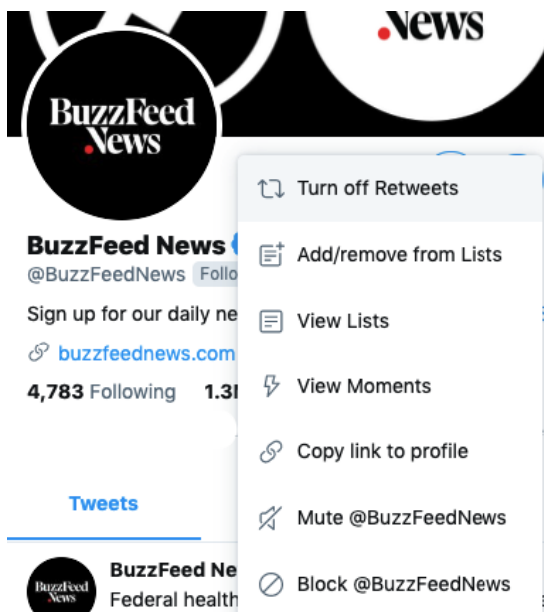 News
BuzzFeed
News
BuzzFeed News
@BuzzFeedNews
Sign up for our daily
buzzfeednews.com
4,783 Following
Tweets
BuzzFeed
News
BuzzFeed
Federal health
Turn off Retweets
Add/remove from Lists
View Lists
View Moments
Copy link to profile
Mute @BuzzFeedNews
Block @BuzzFeedNews